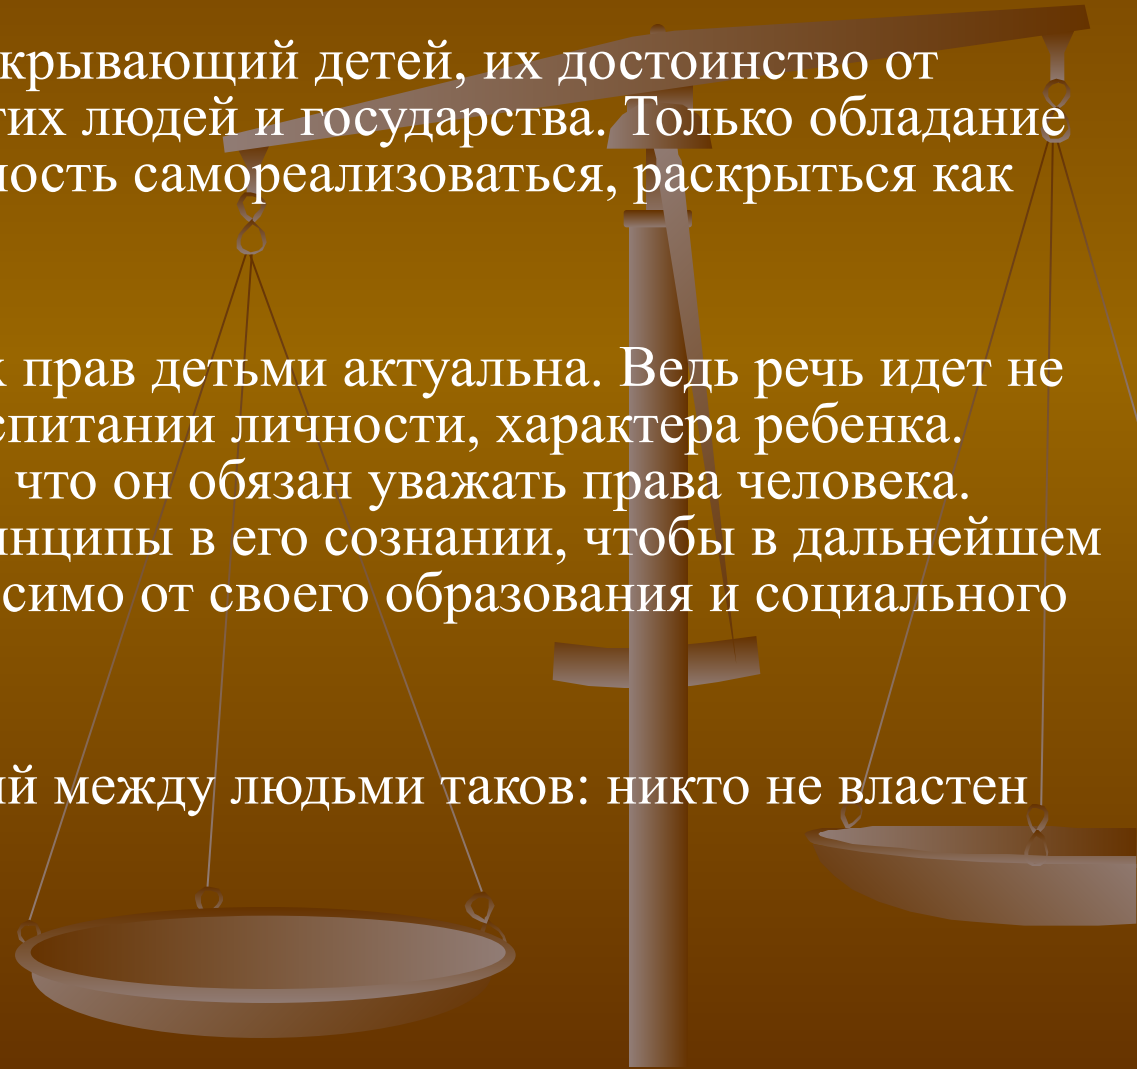 крывающий детей, их достоинство от
гих людей и государства. Только обладание
ность самореализоваться, раскрыться как
х прав детьми актуальна. Ведь речь идет не
спитании личности, характера ребенка.
что он обязан уважать права человека.
инципы в его сознании, чтобы в дальнейшем
симо от своего образования и социального
ий между людьми таков: никто не властен